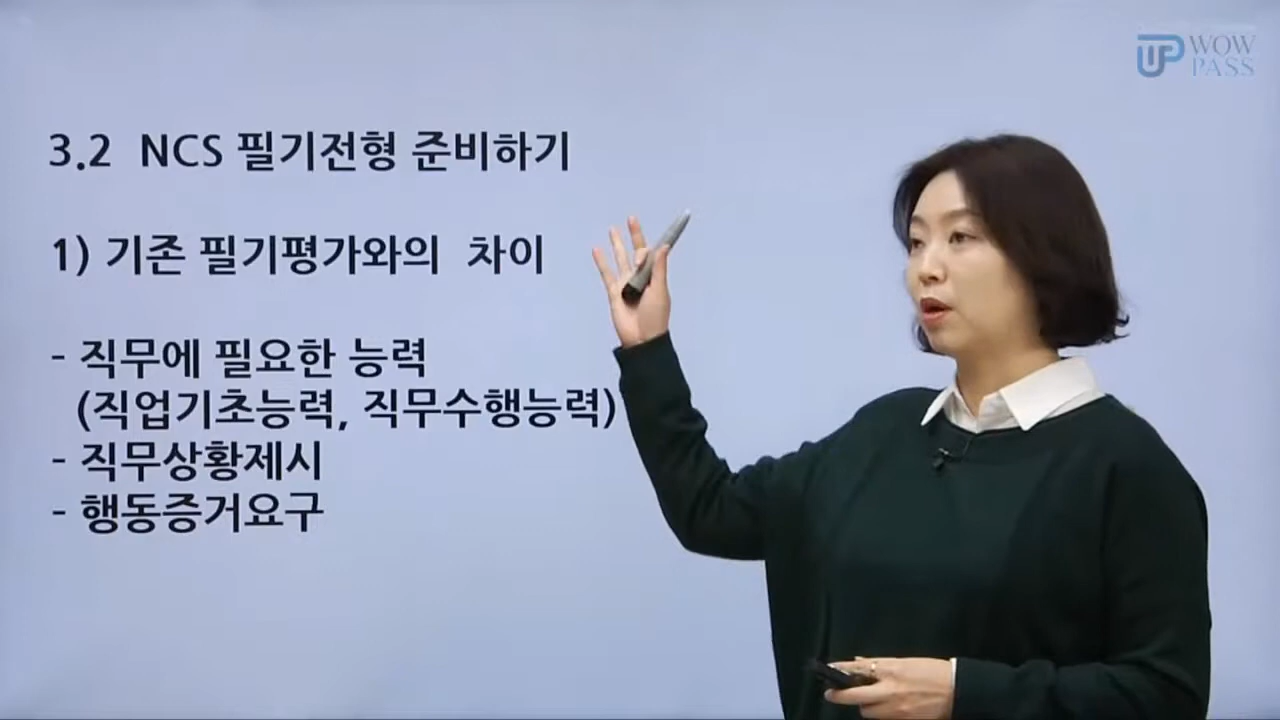 WOW
PASS
3.2 NCS 필기전형 준비하기
1) 기존 필기평가와의 차이
- 직무에 필요한 능력
(직업기초능력, 직무수행능력)
- 직무상황제시
- 행동증거요구